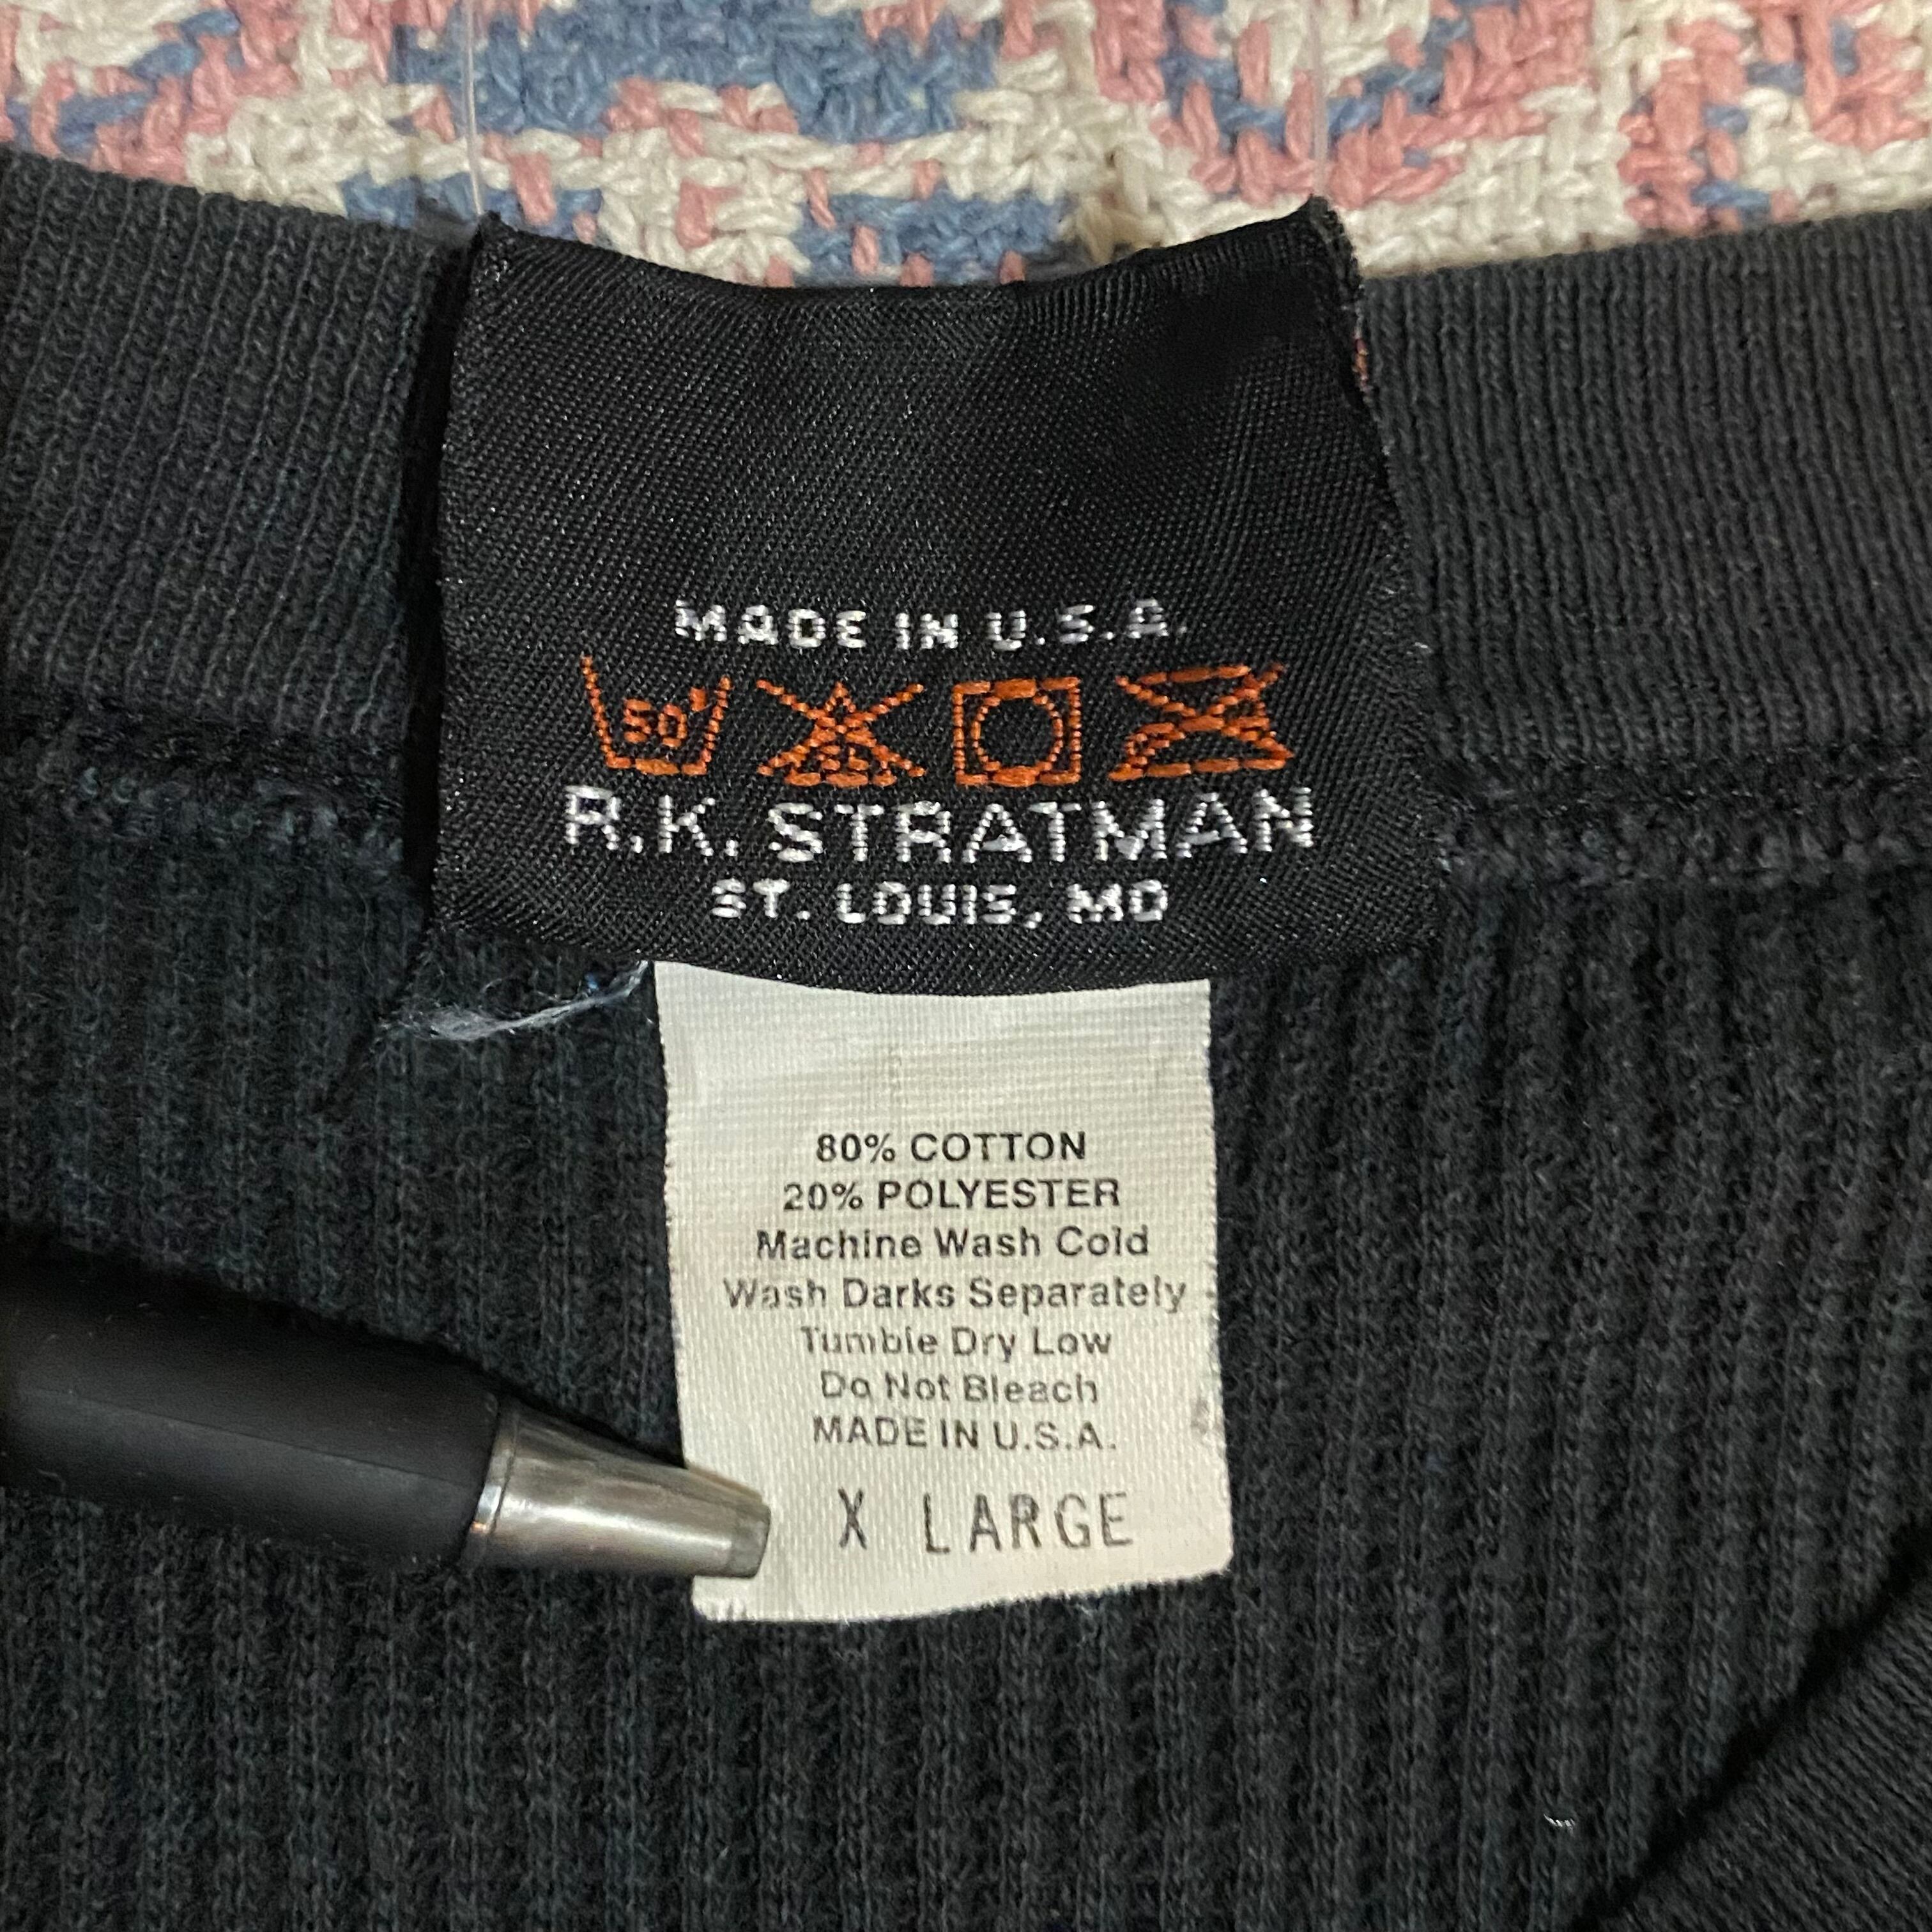 MADE IN U.S.A.
50°
CL
R.K. STRATMAN
ST. LOUIS, MO
80% COTTON
20% POLYESTER
Machine Wash Cold
Wash Darks Separately
Tumble Dry Low
Do Not Bleach
MADE IN U.S.A.
X LARGE